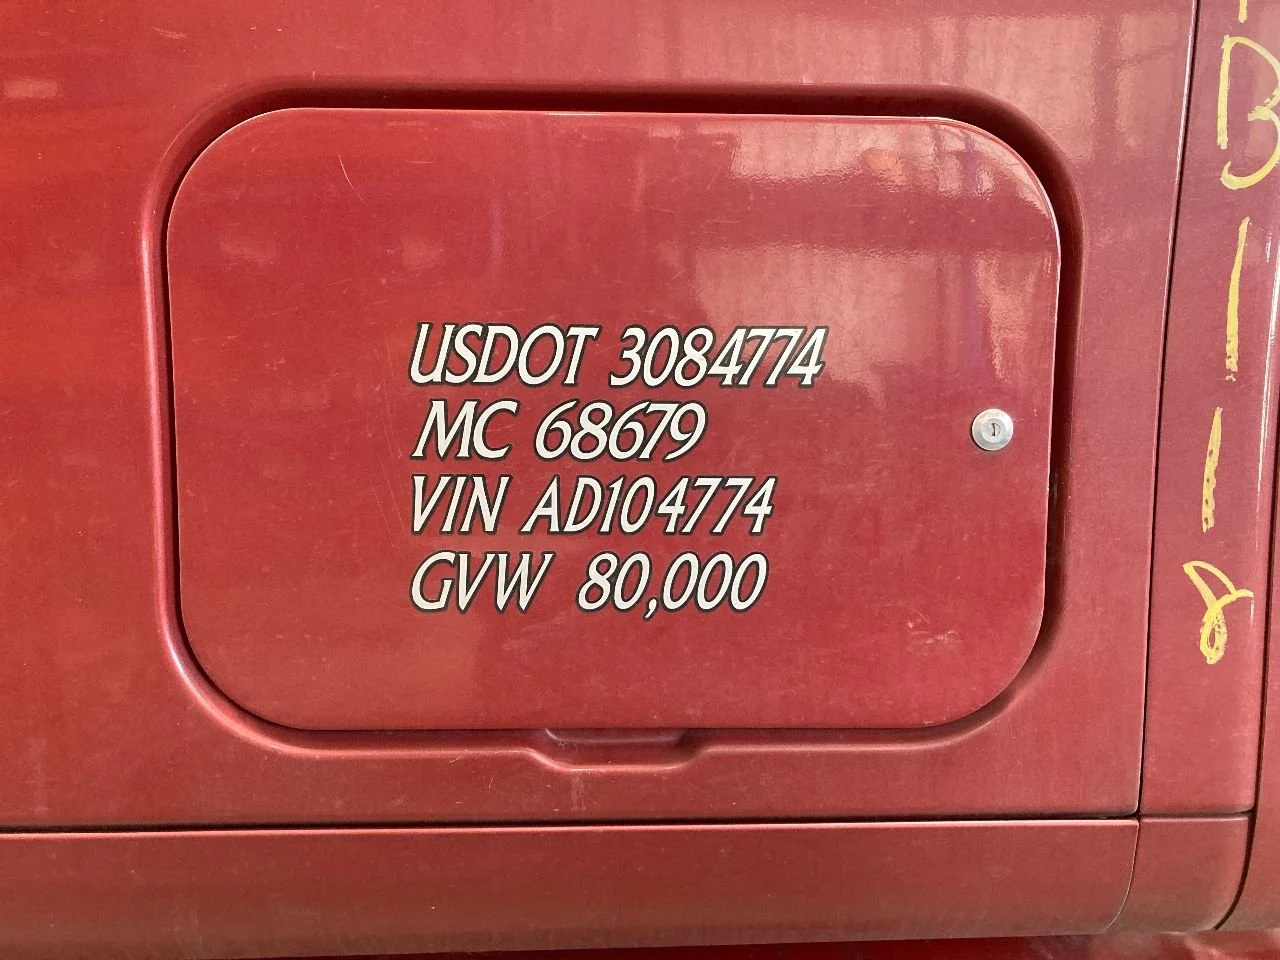 USDOT 3084774
MC 68679
VIN AD104774
GVW 80,000